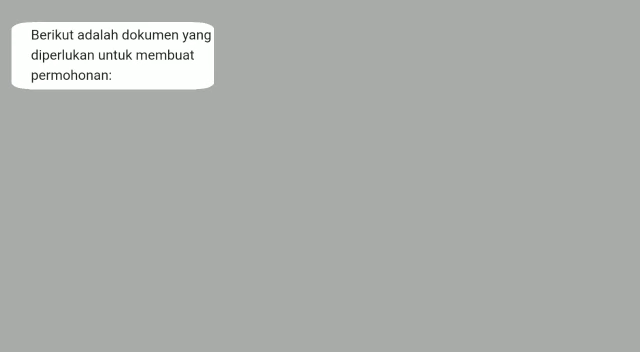 Berikut adalah dokumen yang
diperlukan untuk membuat
permohonan: